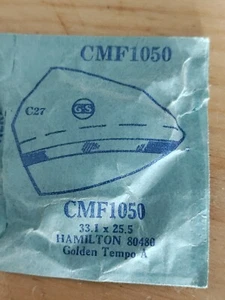 CMF1050
C27
GS
CMF1050
33.1 x 25.5
HAMILTON 80480
Golden Tempo A